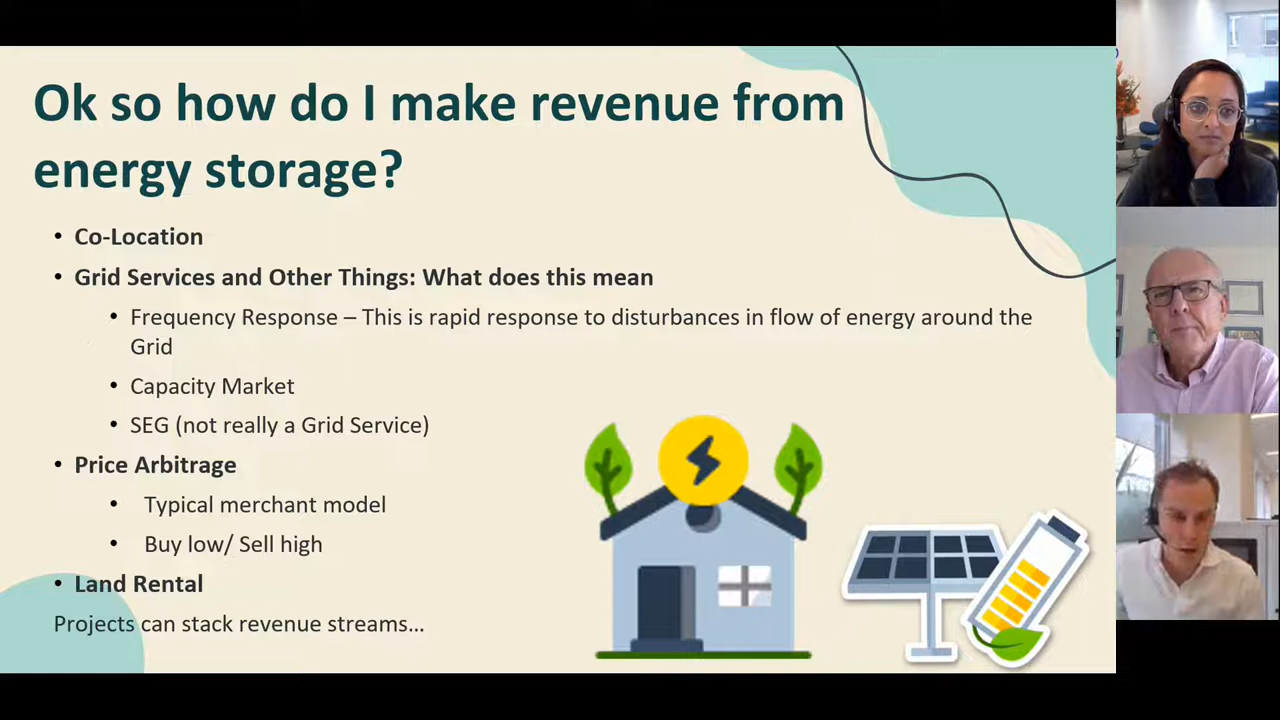 Ok so how do I make revenue from
energy storage?
• Co-Location
• Grid Services and Other Things: What does this mean
• Frequency Response – This is rapid response to disturbances in flow of energy around the
Grid
• Capacity Market
• SEG (not really a Grid Service)
• Price Arbitrage
• Typical merchant model
• Buy low/ Sell high
• Land Rental
Projects can stack revenue streams…